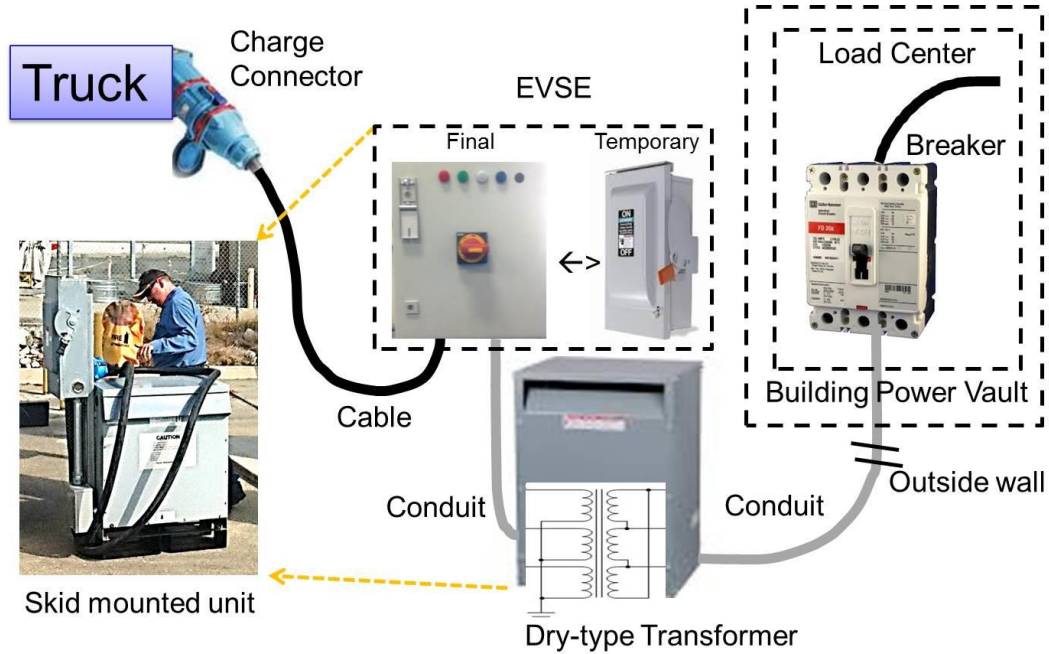 Truck
Charge
Connector
EVSE
Final
Temporary
ON
OFF
<-->
Load Center
Breaker
Building Power Vault
Outside wall
Conduit
Conduit
Cable
CAUTION
Skid mounted unit
Dry-type Transformer